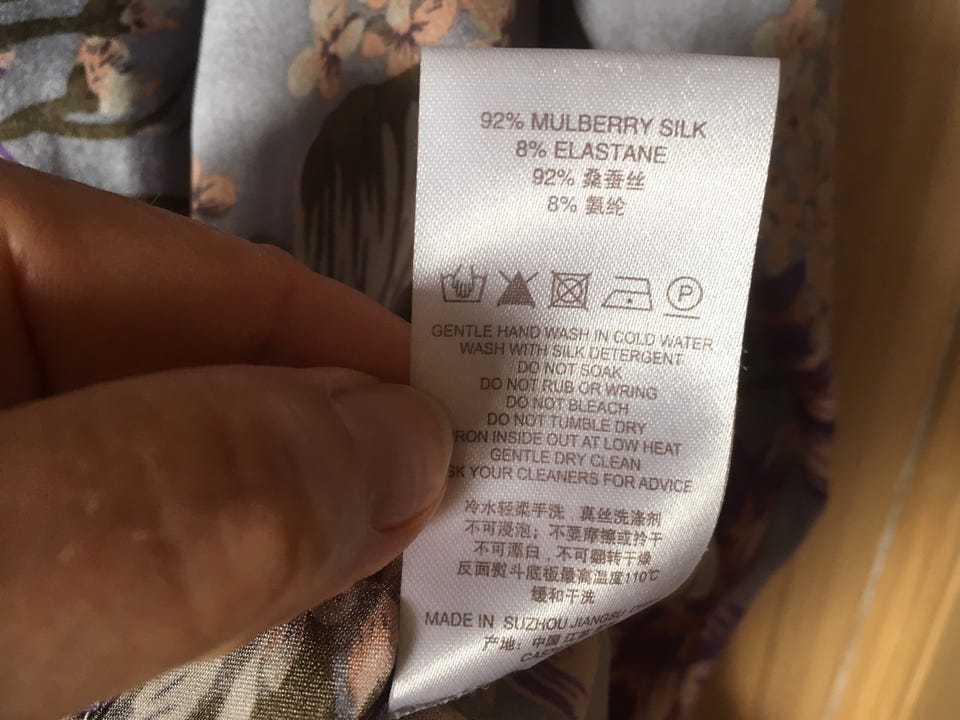 92% MULBERRY SILK
8% ELASTANE
92% 桑蚕丝
8% 氨纶
P
GENTLE HAND WASH IN COLD WATER
WASH WITH SILK DETERGENT
DO NOT SOAK
DO NOT RUB OR WRING
DO NOT BLEACH
DO NOT TUMBLE DRY
RON INSIDE OUT AT LOW HEAT
GENTLE DRY CLEAN
SK YOUR CLEANERS FOR ADVICE
冷水轻柔手洗，真丝洗涤剂
不可浸泡；不要摩擦或拎干
不可漂白，不可翻转干燥
反面熨斗底板最高温度110℃
缓和干洗
MADE IN SUZHOU JIANGSU
产地：中国 江